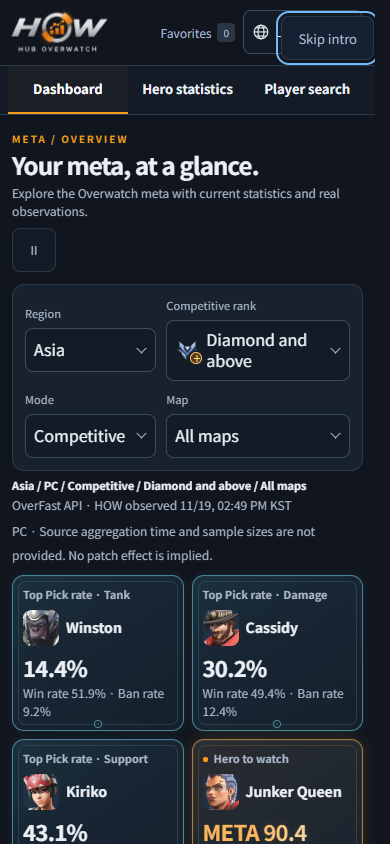 HOW
HUB OVERWATCH
Favorites 0
Skip intro
Dashboard
Hero statistics
Player search
META / OVERVIEW
Your meta, at a glance.
Explore the Overwatch meta with current statistics and real
observations.
Region
Asia
Competitive rank
Diamond and
above
Mode
Competitive
Map
All maps
Asia / PC / Competitive / Diamond and above / All maps
OverFast API · HOW observed 11/19, 02:49 PM KST
PC · Source aggregation time and sample sizes are not
provided. No patch effect is implied.
Top Pick rate · Tank
Winston
14.4%
Win rate 51.9% · Ban rate
9.2%
Top Pick rate · Damage
Cassidy
30.2%
Win rate 49.4% · Ban rate
12.4%
Top Pick rate · Support
Kiriko
43.1%
Hero to watch
Junker Queen
META 90.4